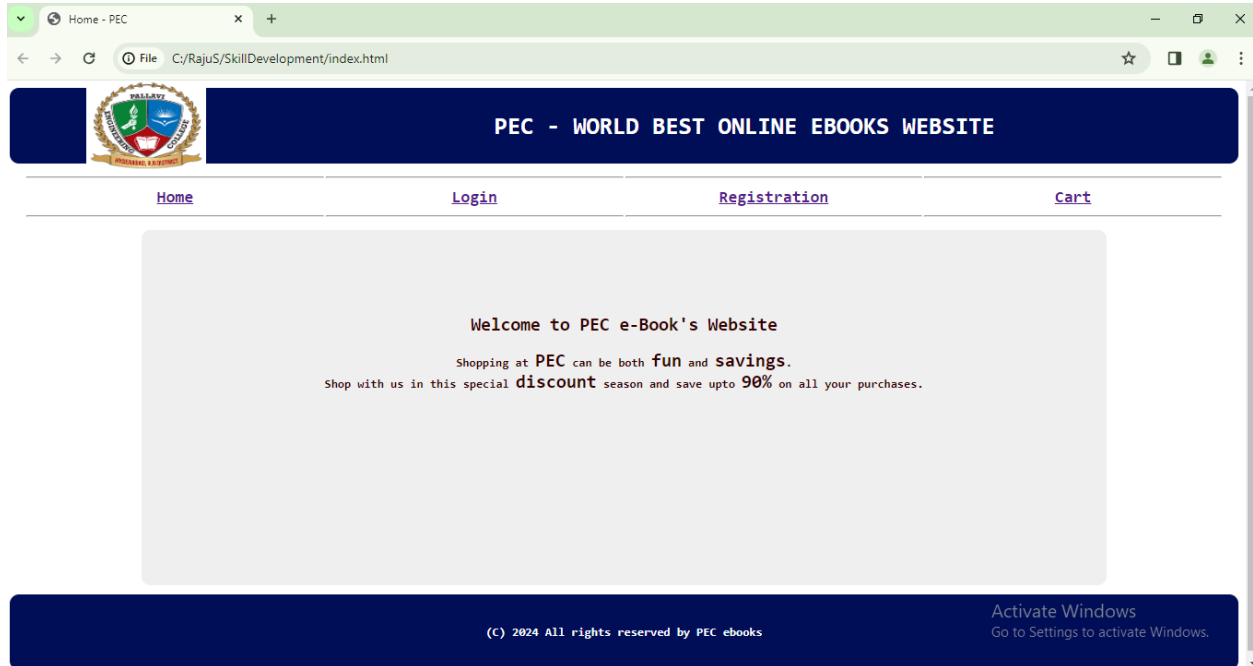 Home - PEC
File C:/RajuS/SkillDevelopment/index.html
PALLAVI
ENGINEERING COLLEGE
PEC - WORLD BEST ONLINE EBOOKS WEBSITE
Home Login Registration Cart
Welcome to PEC e-Book's Website
Shopping at PEC can be both fun and savings.
Shop with us in this special discount season and save upto 90% on all your purchases.
(C) 2024 All rights reserved by PEC ebooks
Activate Windows
Go to Settings to activate Windows.